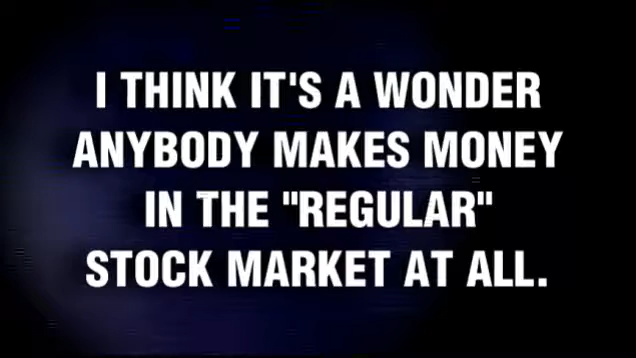 I THINK IT'S A WONDER
ANYBODY MAKES MONEY
IN THE "REGULAR"
STOCK MARKET AT ALL.